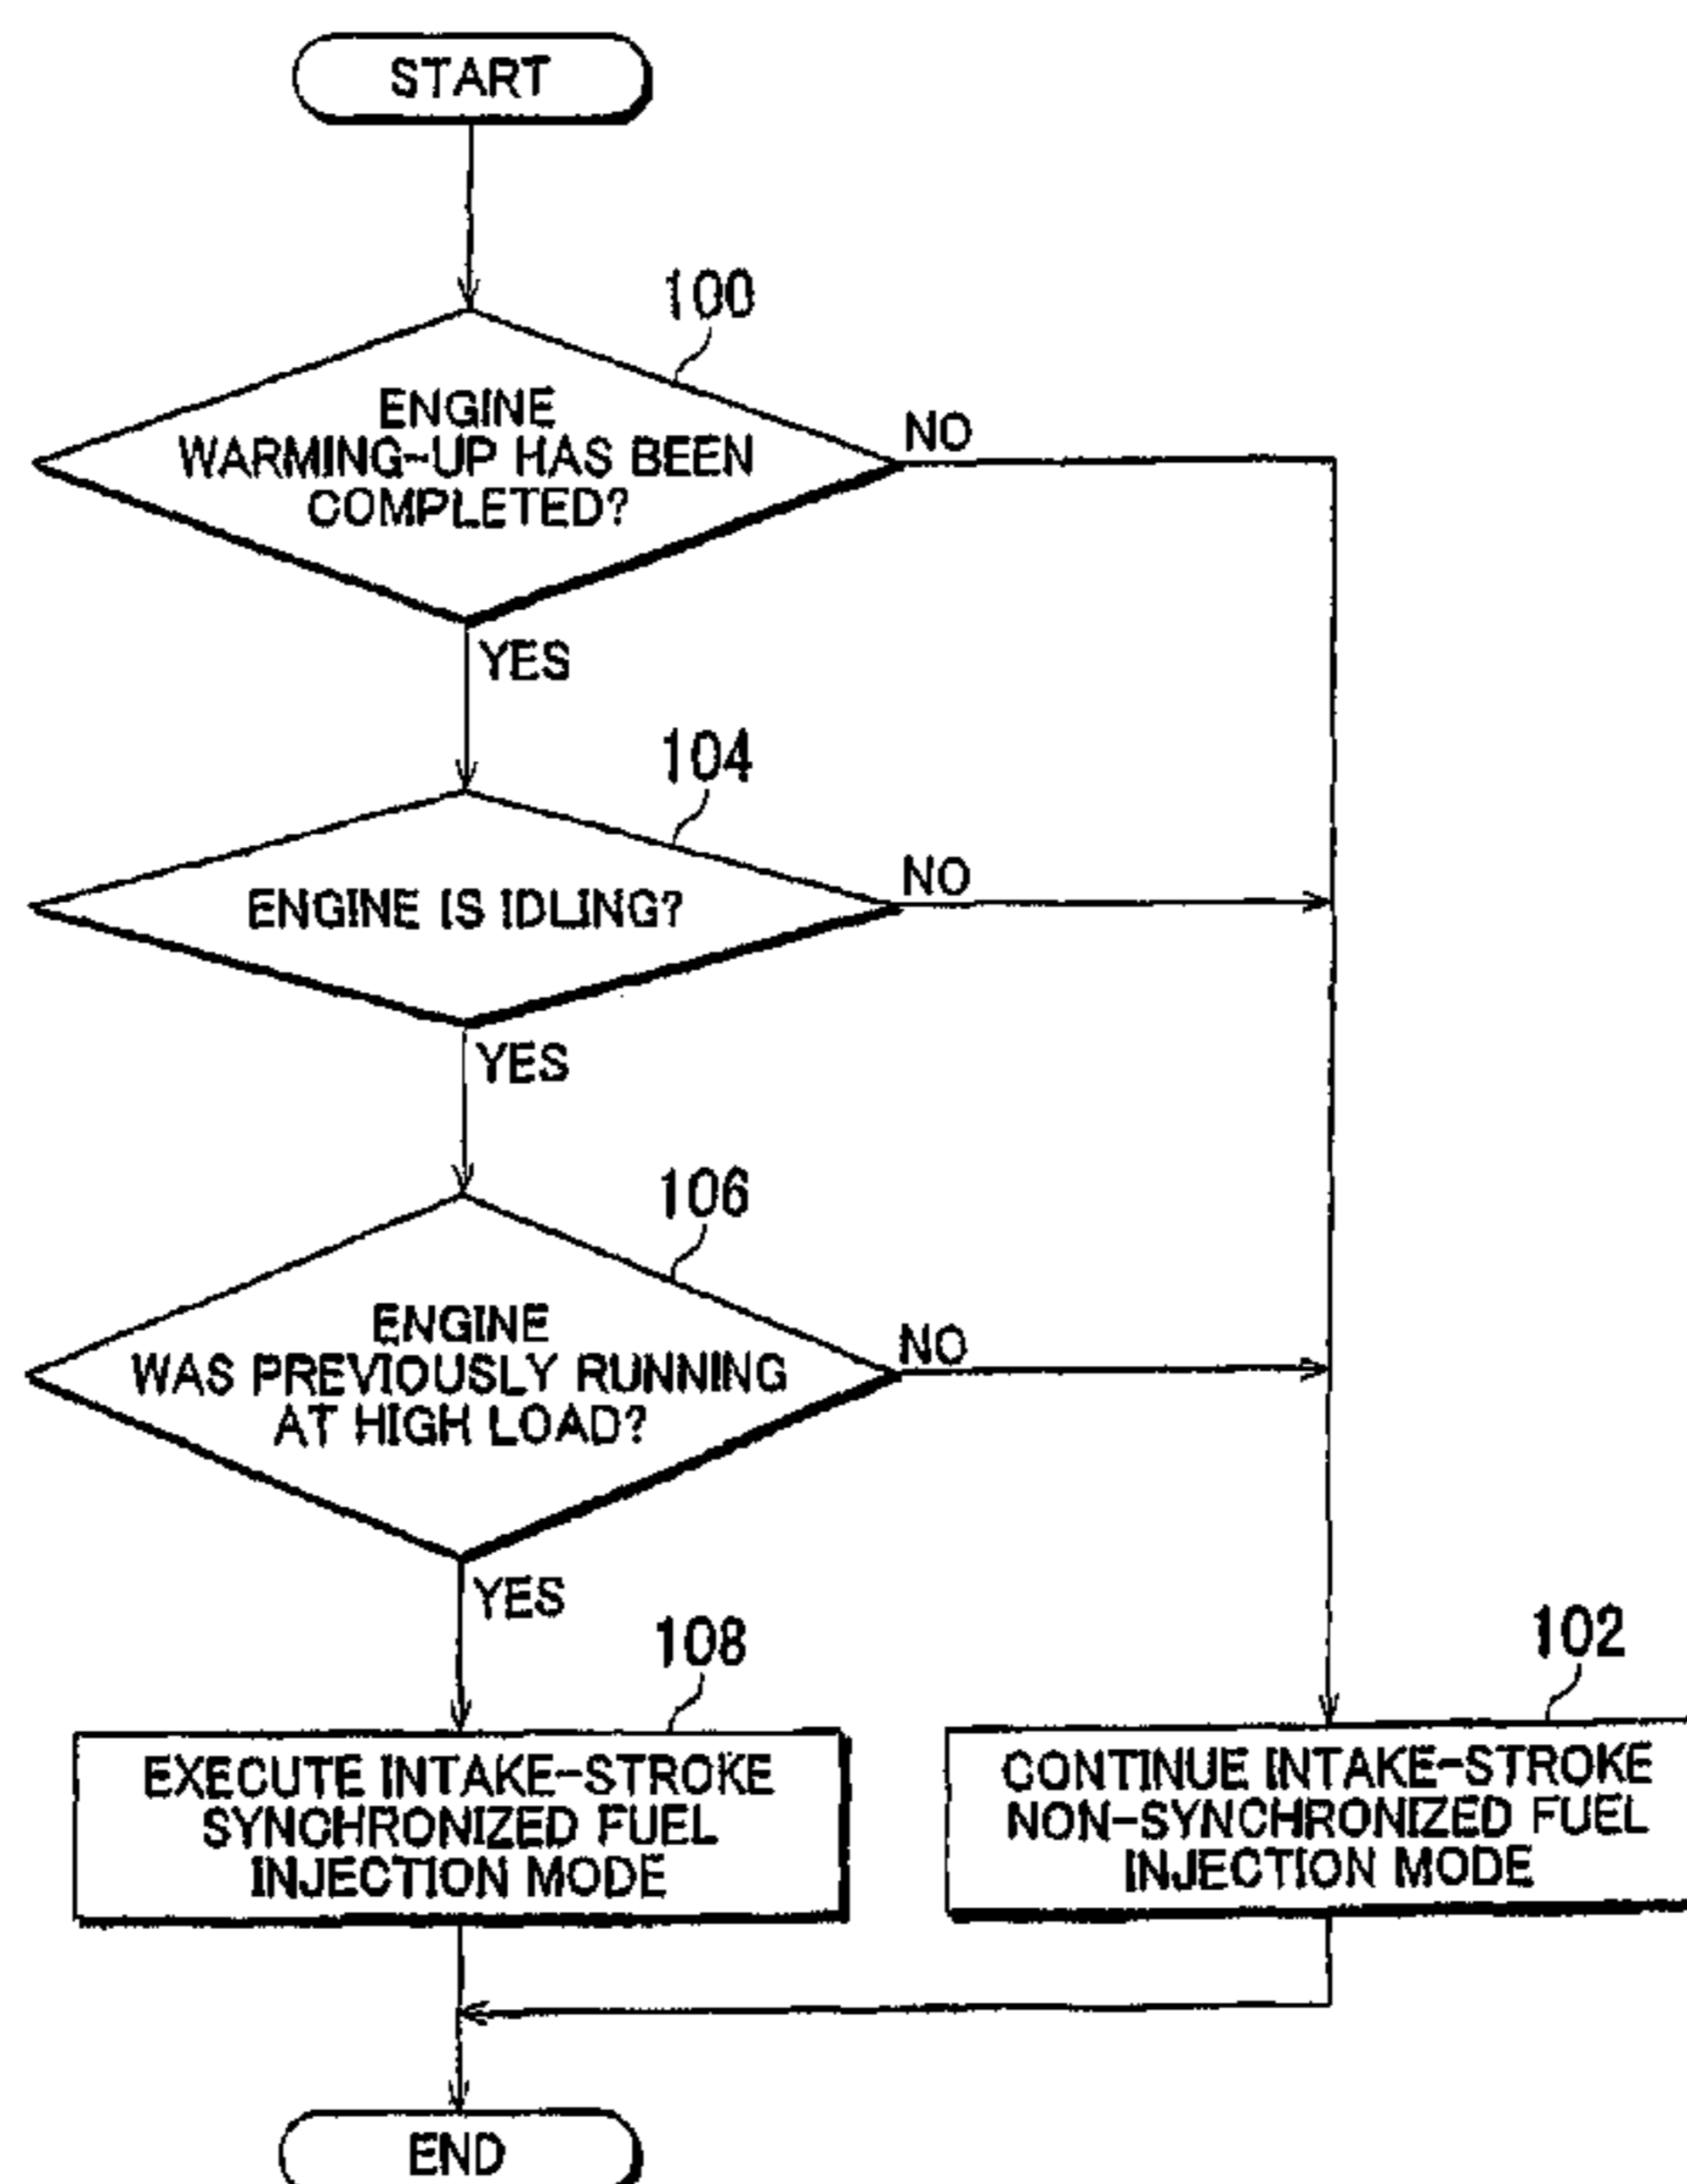 START
100
ENGINE
WARMING-UP HAS BEEN
COMPLETED?
NO
YES
104
ENGINE IS IDLING?
NO
YES
106
ENGINE
WAS PREVIOUSLY RUNNING
AT HIGH LOAD?
NO
YES
108
EXECUTE INTAKE-STROKE
SYNCHRONIZED FUEL
INJECTION MODE
102
CONTINUE INTAKE-STROKE
NON-SYNCHRONIZED FUEL
INJECTION MODE
END